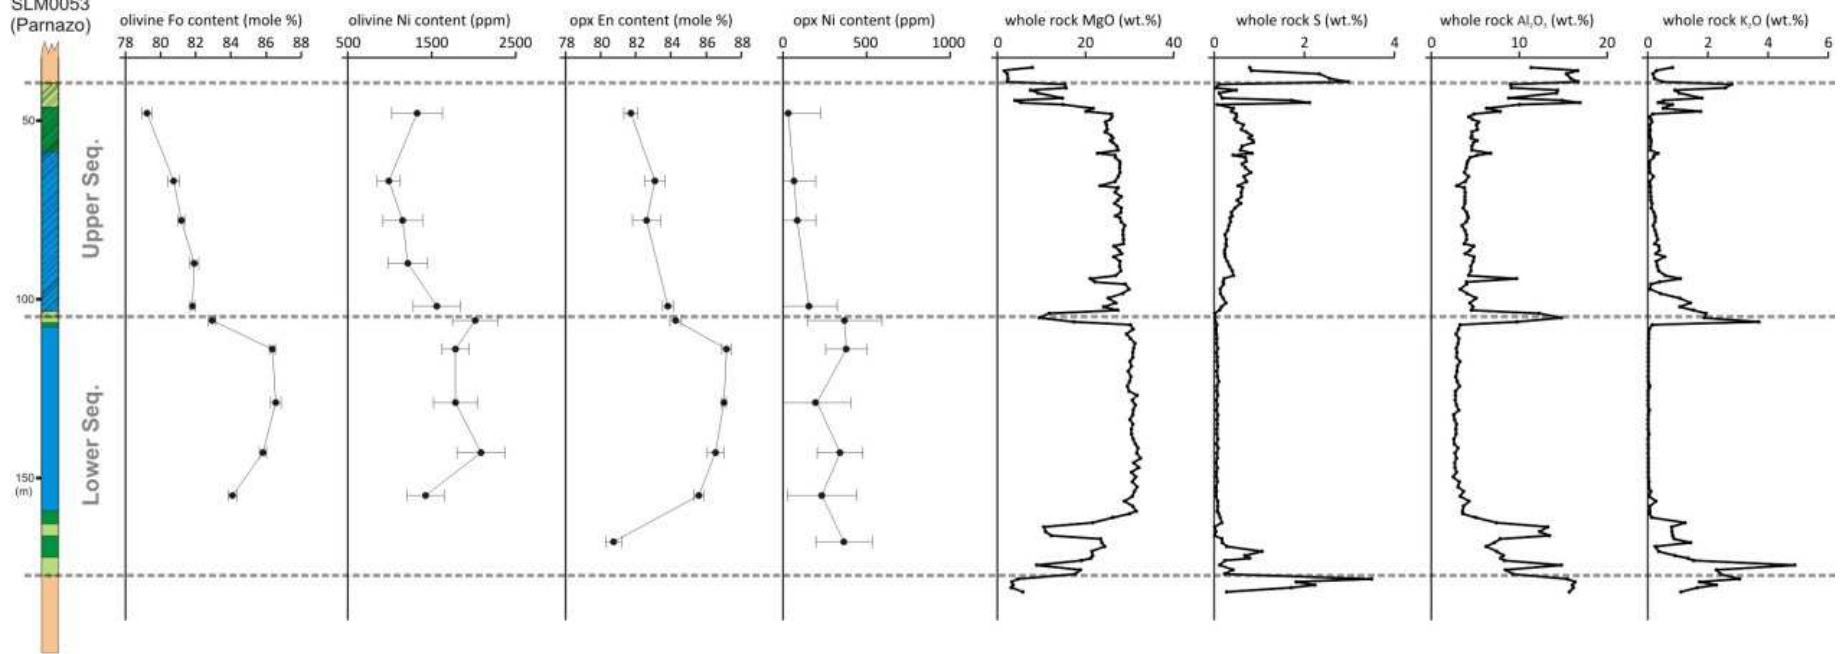 SLM0053
(Parnazo)
olivine Fo content (mole %)
olivine Ni content (ppm)
opx En content (mole %)
opx Ni content (ppm)
whole rock MgO (wt.%)
whole rock S (wt.%)
whole rock Al₂O₃ (wt.%)
whole rock K₂O (wt.%)
78 80 82 84 86 88
500 1500 2500
78 80 82 84 86 88
0 500 1000
0 20 40
0 2 4
0 10 20
0 2 4 6
50
100
150
(m)
Upper Seq.
Lower Seq.